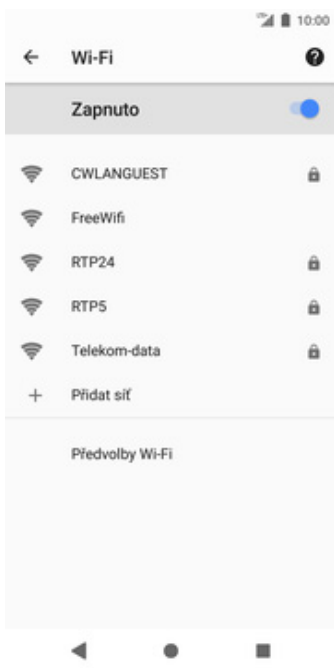 10:00
Wi-Fi
Zapnuto
CWLANGUEST
FreeWifi
RTP24
RTP5
Telekom-data
Přidat síť
Předvolby Wi-Fi